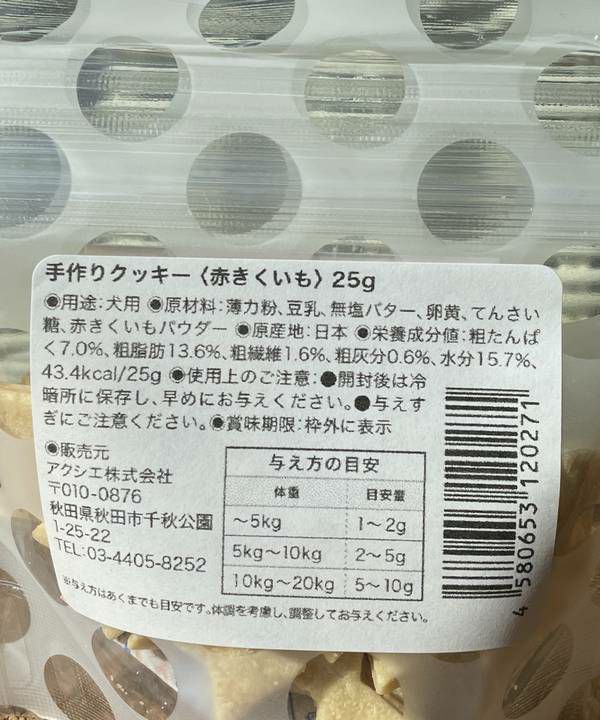 手作りクッキー〈赤きくいも〉25g
◉用途:犬用 ◉原材料:薄力粉、豆乳、無塩バター、卵黄、てんさい
糖、赤きくいもパウダー ◉原産地:日本 ◉栄養成分値:粗たんぱ
く7.0%、粗脂肪13.6%、粗繊維1.6%、粗灰分0.6%、水分15.7%、
43.4kcal/25g ◉使用上のご注意:●開封後は冷
暗所に保存し、早めにお与えください。●与えす
ぎにご注意ください。◉賞味期限:枠外に表示
◉販売元
アクシエ株式会社
〒010-0876
秋田県秋田市千秋公園
1-25-22
TEL:03-4405-8252
与え方の目安
体重 目安量
〜5kg 1〜2g
5kg〜10kg 2〜5g
10kg〜20kg 5〜10g
※与え方はあくまでも目安です。体調を考慮し、調整してお与えください。
4 580653 120271